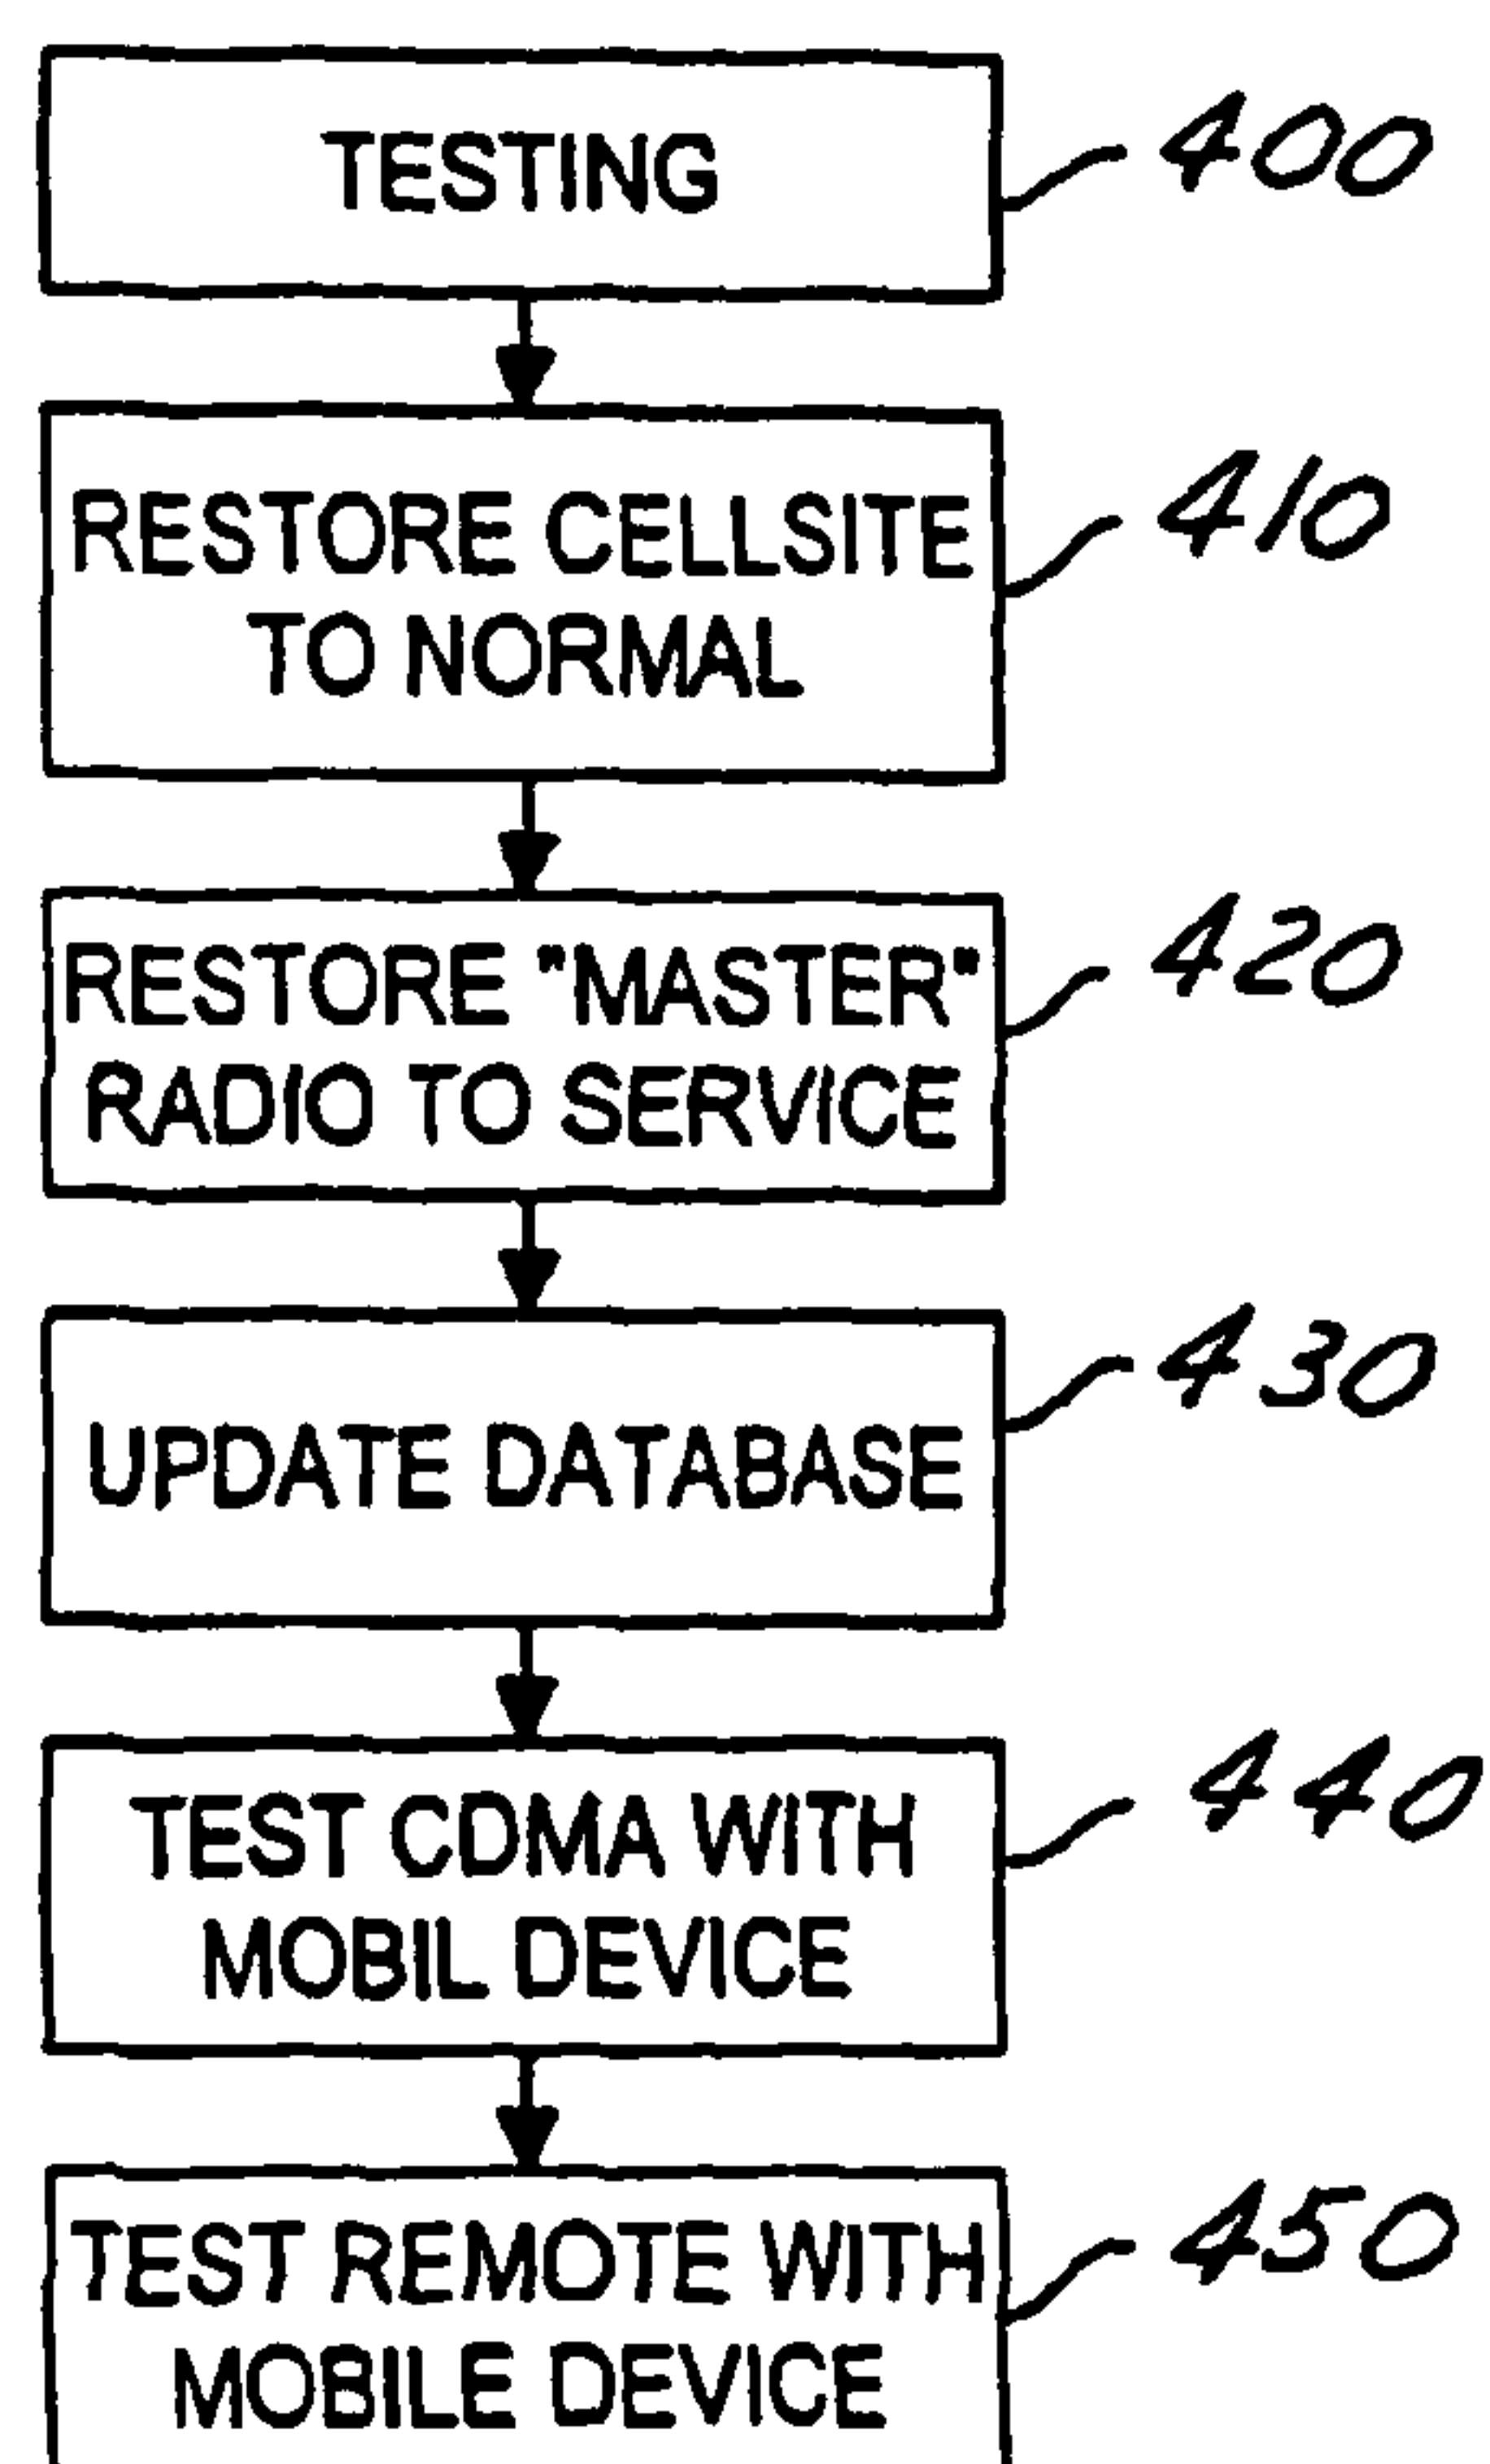 TESTING
400
RESTORE CELLSITE
TO NORMAL
410
RESTORE "MASTER"
RADIO TO SERVICE
420
UPDATE DATABASE
430
TEST CDMA WITH
MOBIL DEVICE
440
TEST REMOTE WITH
MOBILE DEVICE
450